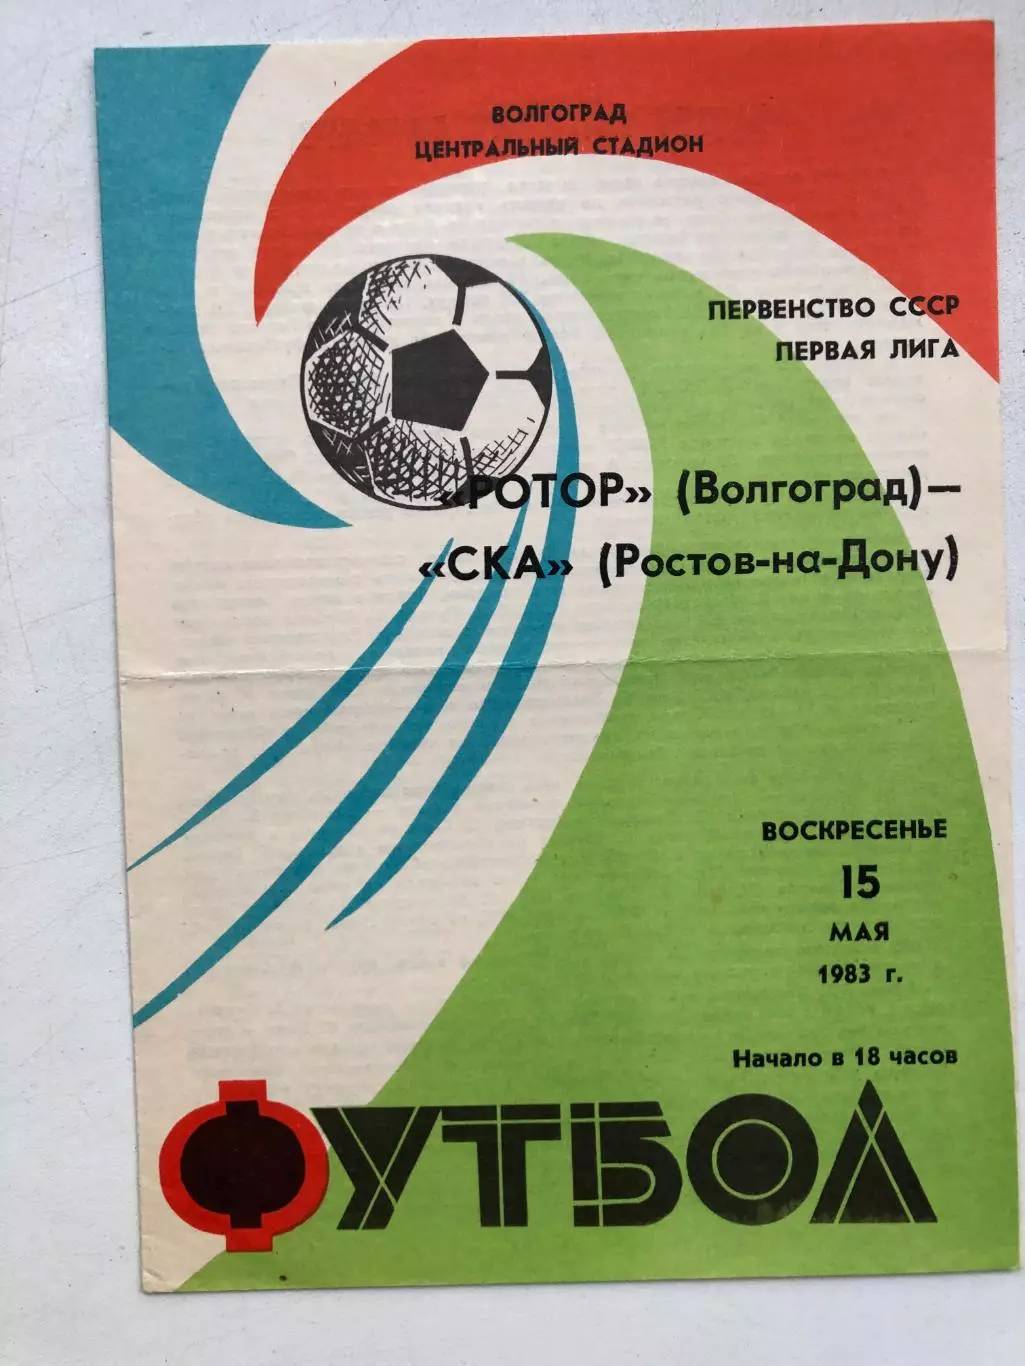 ВОЛГОГРАД
ЦЕНТРАЛЬНЫЙ СТАДИОН
ПЕРВЕНСТВО СССР
ПЕРВАЯ ЛИГА
«РОТОР» (Волгоград)—
«СКА» (Ростов-на-Дону)
ВОСКРЕСЕНЬЕ
15
МАЯ
1983 г.
Начало в 18 часов
ФУТБОЛ